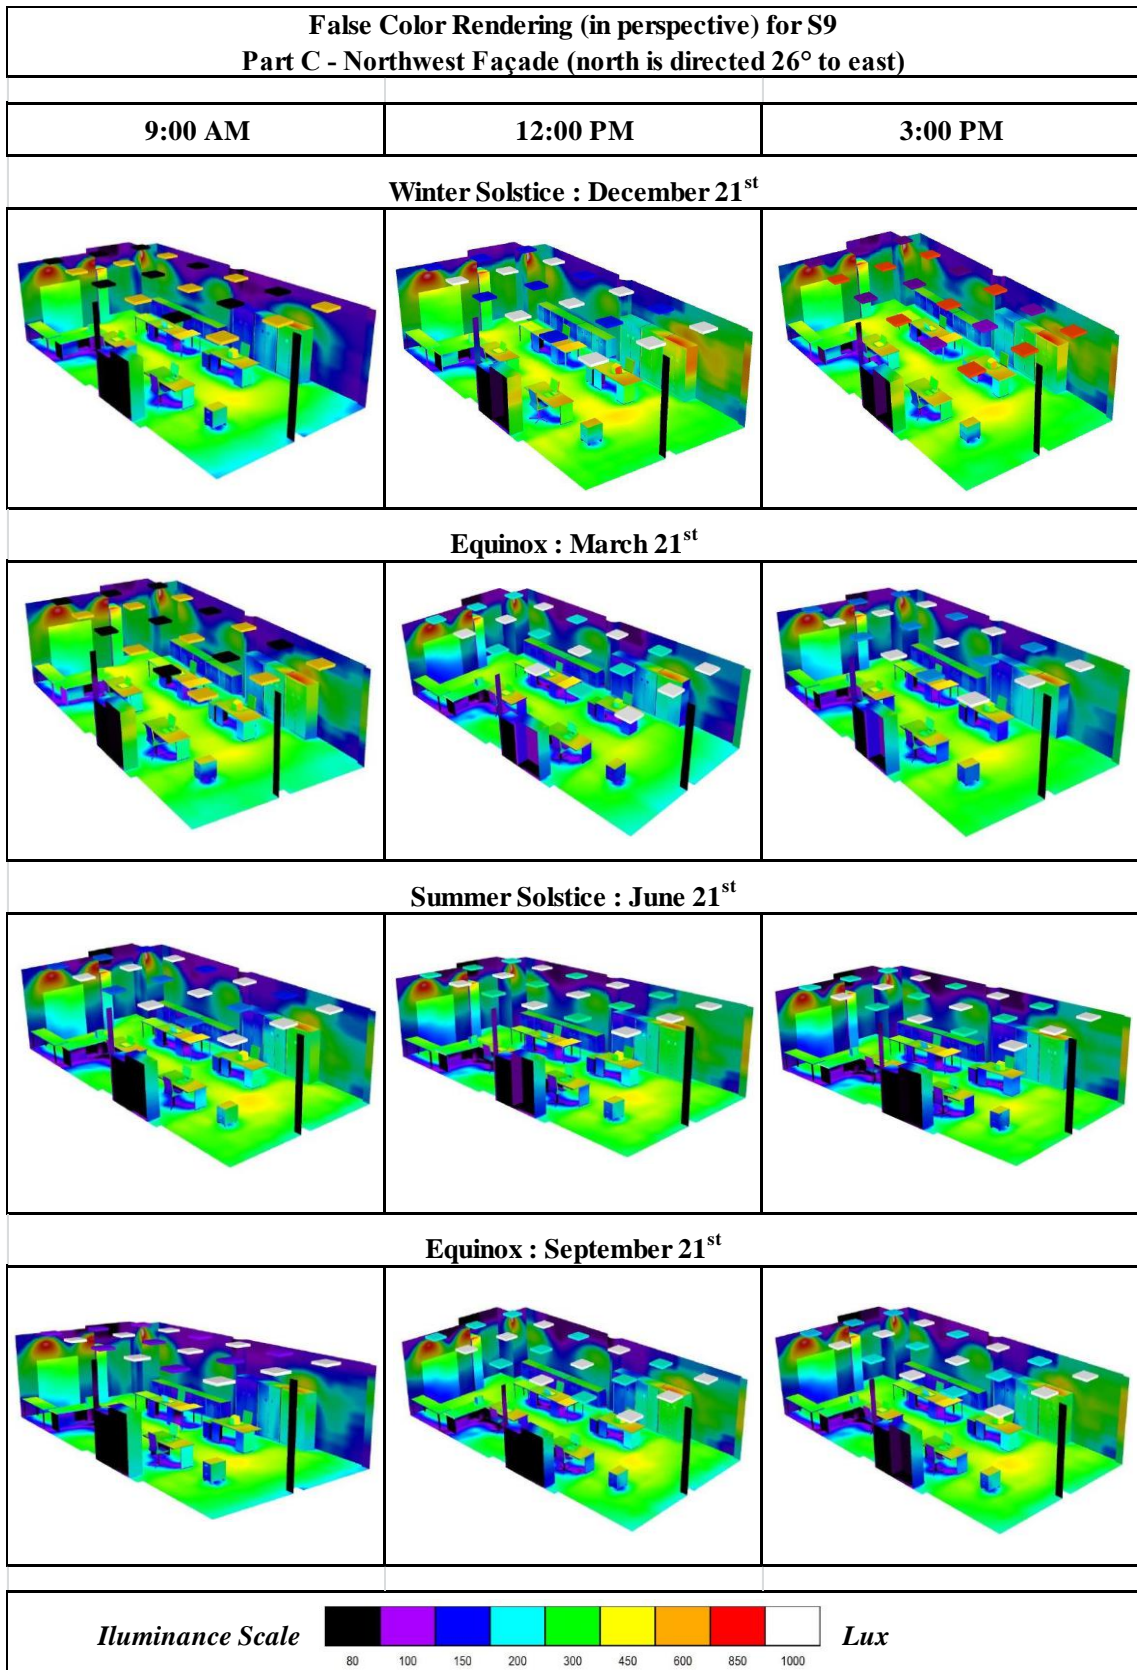 False Color Rendering (in perspective) for S9
Part C - Northwest Façade (north is directed 26° to east)
9:00 AM 12:00 PM 3:00 PM
Winter Solstice : December 21st
Equinox : March 21st
Summer Solstice : June 21st
Equinox : September 21st
Iluminance Scale Lux
80 100 150 200 300 450 600 850 1000